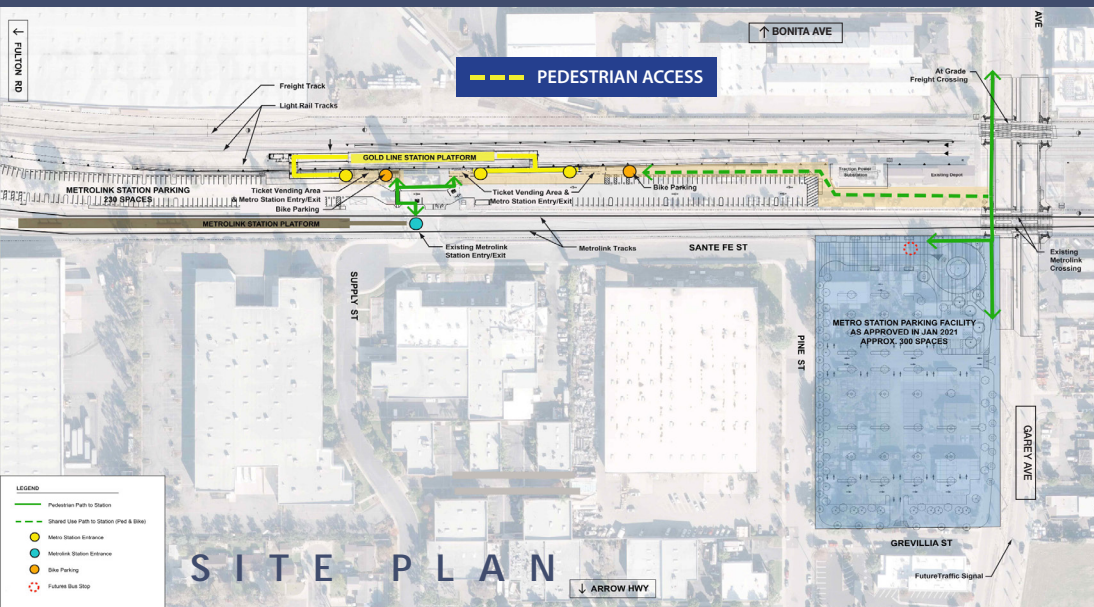 ↓ FULTON RD
↑ BONITA AVE
AVE
PEDESTRIAN ACCESS
At Grade
Freight Crossing
Freight Track
Light Rail Tracks
GOLD LINE STATION PLATFORM
METROLINK STATION PARKING
230 SPACES
Ticket Vending Area
& Metro Station Entry/Exit
Bike Parking
Ticket Vending Area &
Metro Station Entry/Exit
Bike Parking
Traction Power
Substation
Existing Depot
METROLINK STATION PLATFORM
Existing Metrolink
Station Entry/Exit
Metrolink Tracks
SANTE FE ST
Existing
Metrolink
Crossing
SUPPLY ST
PINE ST
METRO STATION PARKING FACILITY
AS APPROVED IN JAN 2021
APPROX. 300 SPACES
GAREY AVE
GREVILLIA ST
FutureTraffic Signal
LEGEND
Pedestrian Path to Station
Shared Use Path to Station (Ped & Bike)
Metro Station Entrance
Metrolink Station Entrance
Bike Parking
Futures Bus Stop
SITE PLAN
↓ ARROW HWY